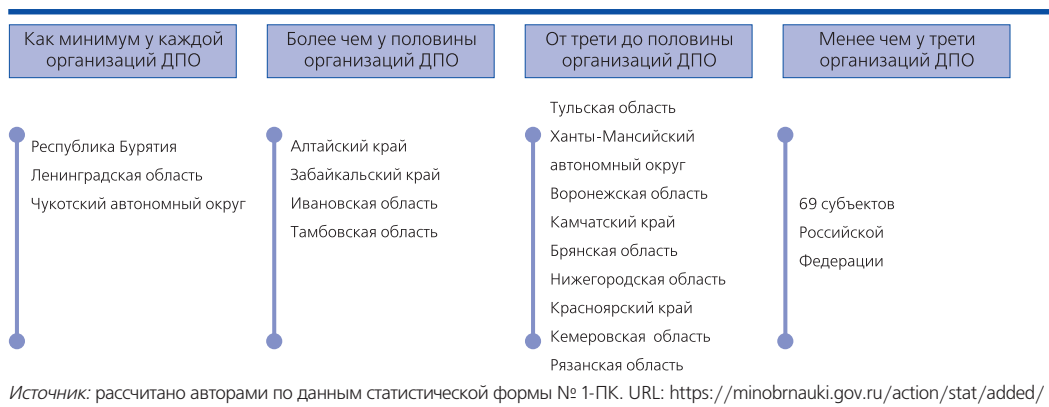 Как минимум у каждой
организаций ДПО
Республика Бурятия
Ленинградская область
Чукотский автономный округ
Более чем у половины
организаций ДПО
Алтайский край
Забайкальский край
Ивановская область
Тамбовская область
От трети до половины
организаций ДПО
Тульская область
Ханты-Мансийский
автономный округ
Воронежская область
Камчатский край
Брянская область
Нижегородская область
Красноярский край
Кемеровская область
Рязанская область
Менее чем у трети
организаций ДПО
69 субъектов
Российской
Федерации
Источник: рассчитано авторами по данным статистической формы № 1-ПК. URL: https://minobrnauki.gov.ru/action/stat/added/